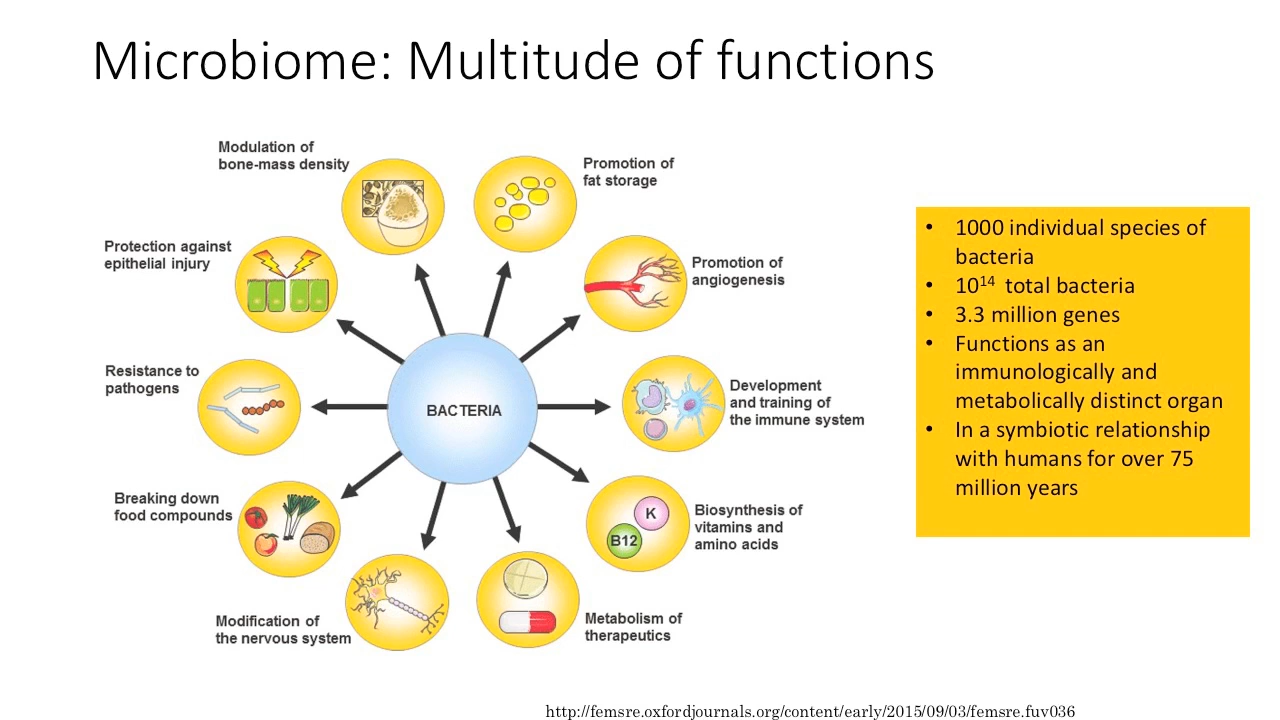 Microbiome: Multitude of functions
Modulation of
bone-mass density
Promotion of
fat storage
Protection against
epithelial injury
Promotion of
angiogenesis
Resistance to
pathogens
BACTERIA
Development
and training of
the immune system
Breaking down
food compounds
K
B12
Biosynthesis of
vitamins and
amino acids
Modification of
the nervous system
Metabolism of
therapeutics
• 1000 individual species of
bacteria
• 10¹⁴ total bacteria
• 3.3 million genes
• Functions as an
immunologically and
metabolically distinct organ
• In a symbiotic relationship
with humans for over 75
million years
http://femsre.oxfordjournals.org/content/early/2015/09/03/femsre.fuv036